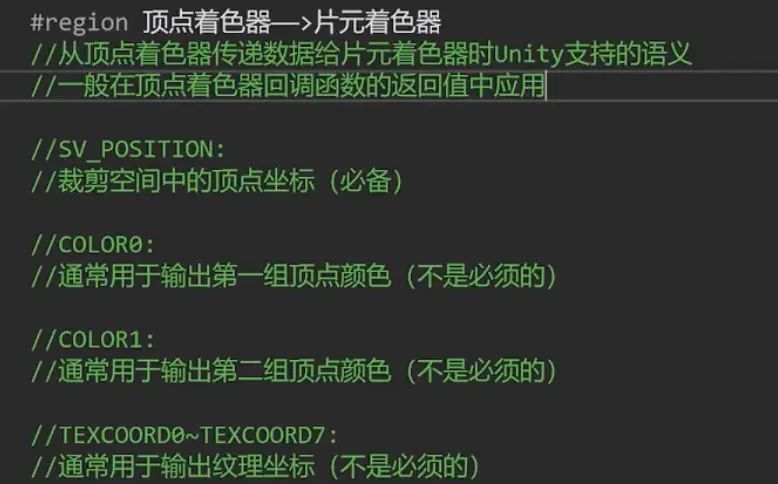 #region 顶点着色器——>片元着色器
//从顶点着色器传递数据给片元着色器时Unity支持的语义
//一般在顶点着色器回调函数的返回值中应用
//SV_POSITION:
//裁剪空间中的顶点坐标（必备）
//COLOR0:
//通常用于输出第一组顶点颜色（不是必须的）
//COLOR1:
//通常用于输出第二组顶点颜色（不是必须的）
//TEXCOORD0~TEXCOORD7:
//通常用于输出纹理坐标（不是必须的）